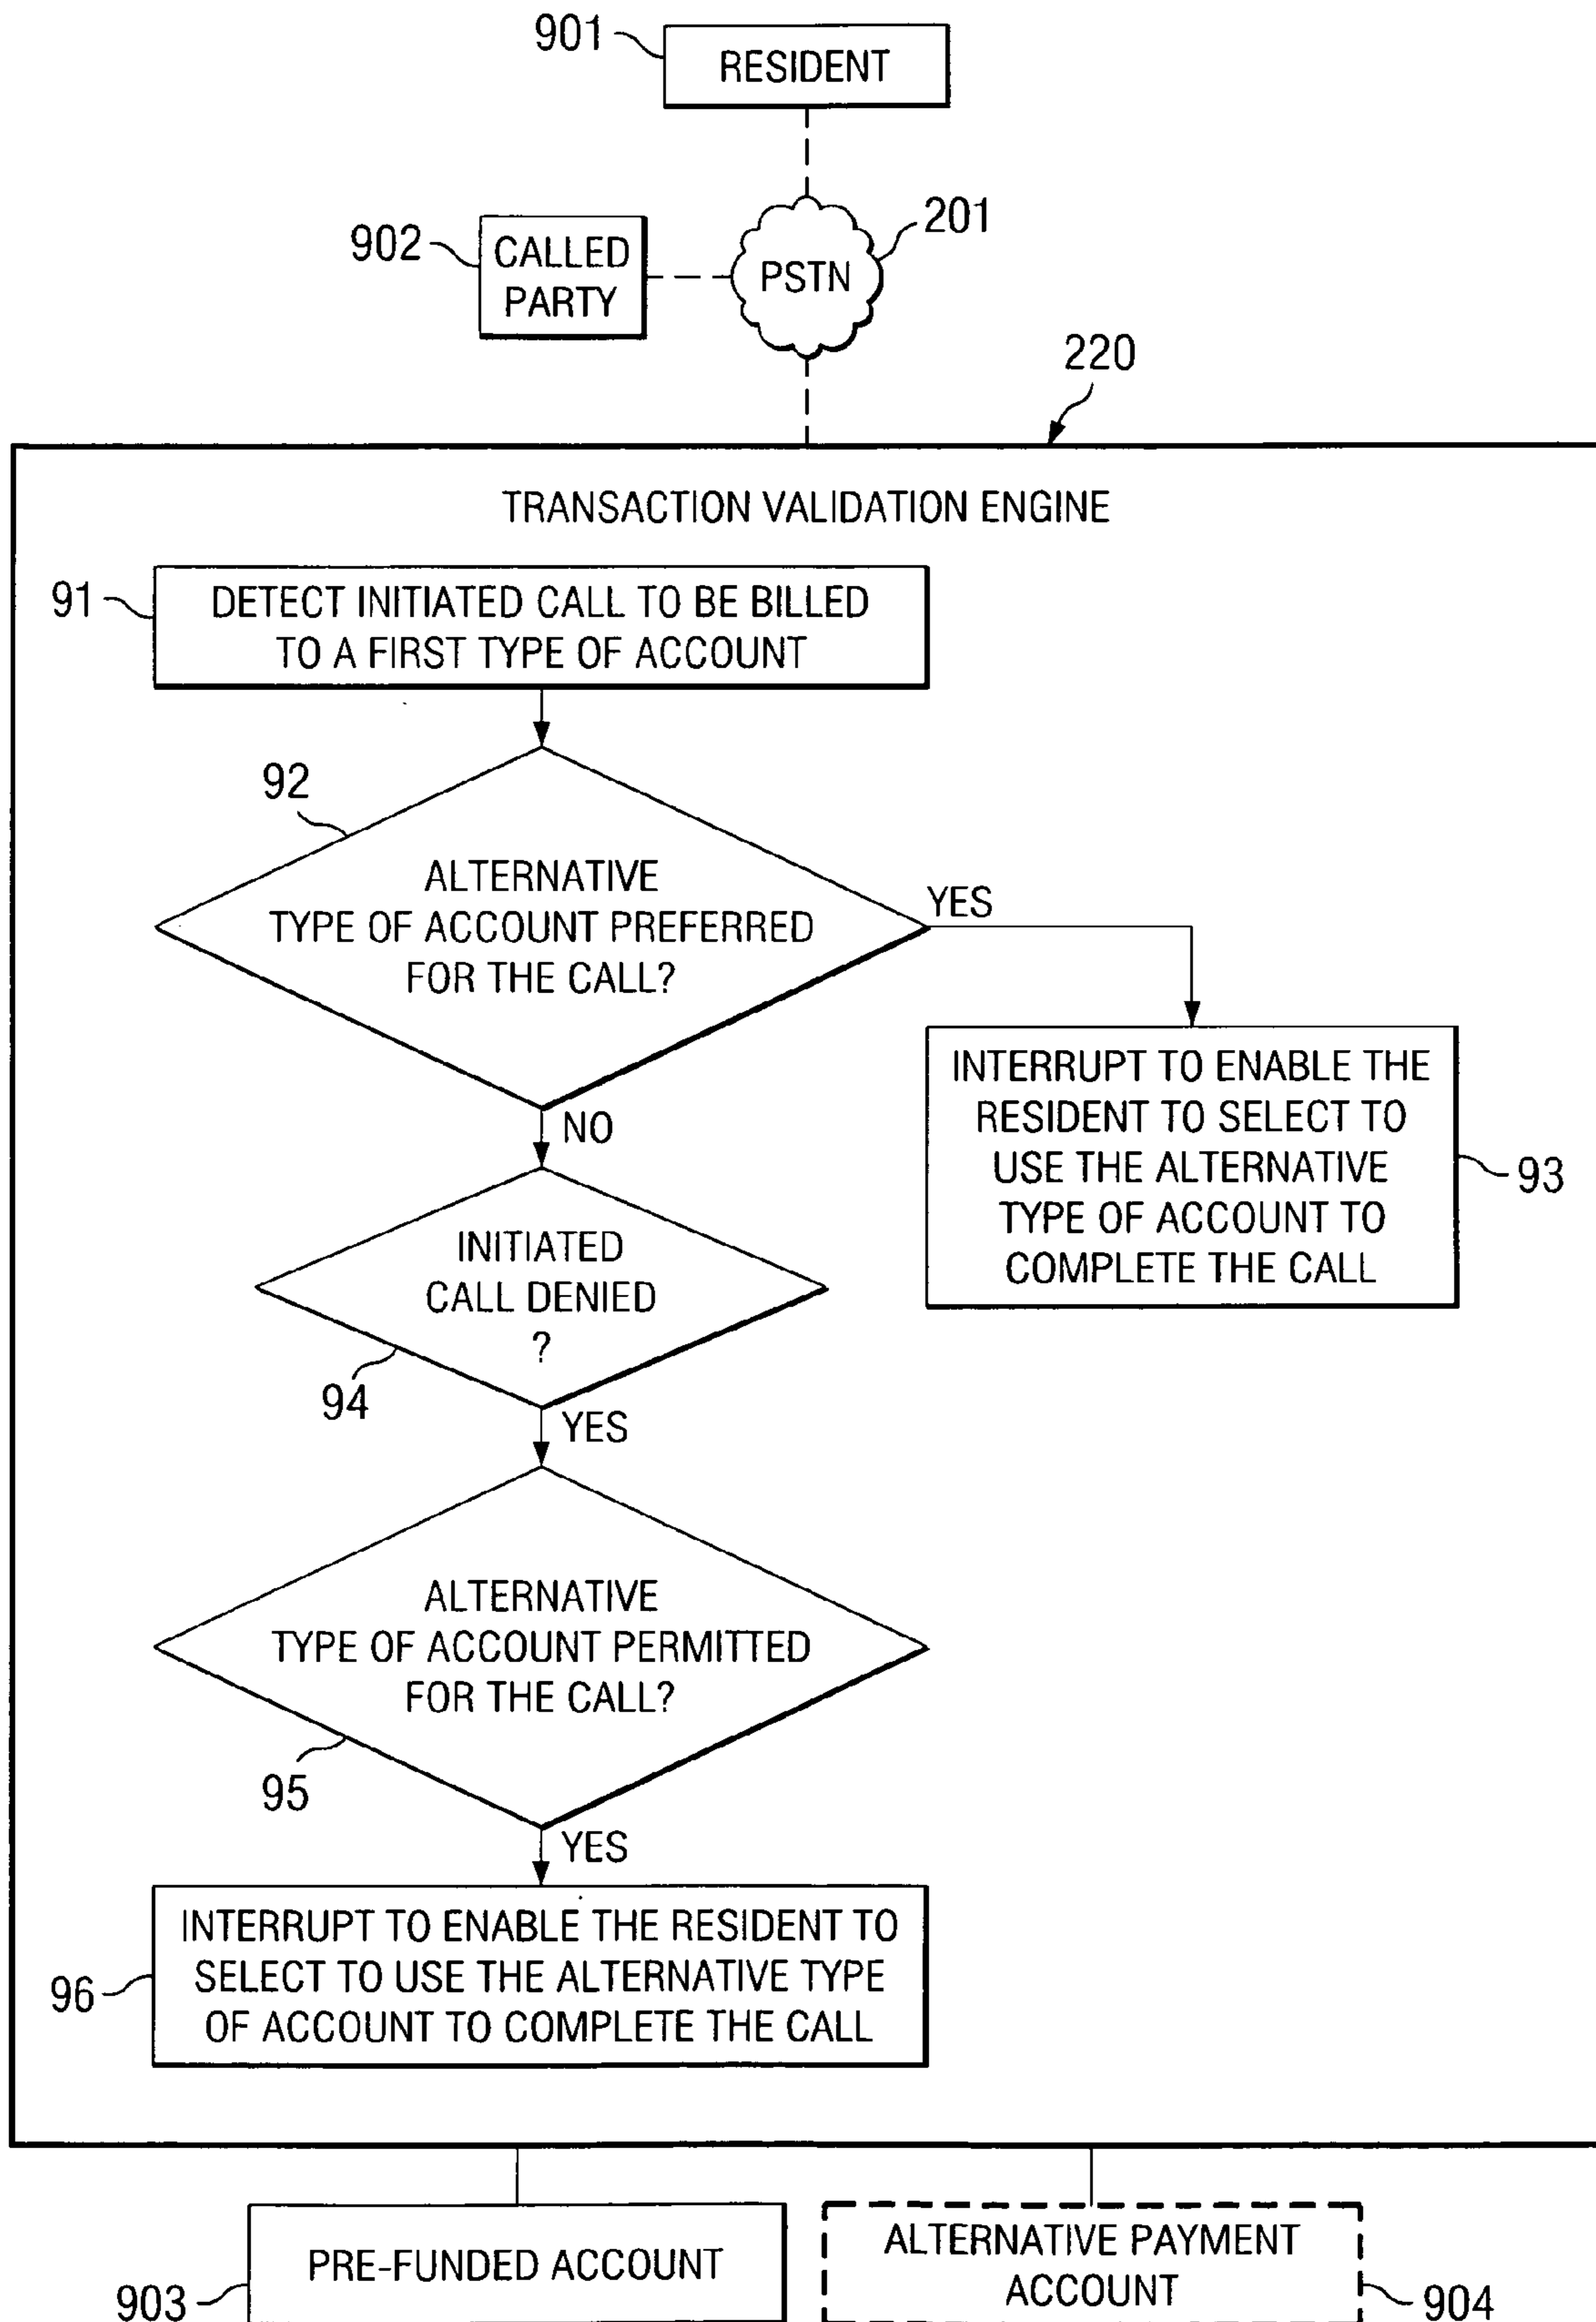 901
RESIDENT
902
CALLED
PARTY
PSTN
201
220
TRANSACTION VALIDATION ENGINE
91
DETECT INITIATED CALL TO BE BILLED
TO A FIRST TYPE OF ACCOUNT
92
ALTERNATIVE
TYPE OF ACCOUNT PREFERRED
FOR THE CALL?
YES
INTERRUPT TO ENABLE THE
RESIDENT TO SELECT TO
USE THE ALTERNATIVE
TYPE OF ACCOUNT TO
COMPLETE THE CALL
93
NO
INITIATED
CALL DENIED
?
94
YES
ALTERNATIVE
TYPE OF ACCOUNT PERMITTED
FOR THE CALL?
95
YES
INTERRUPT TO ENABLE THE RESIDENT TO
SELECT TO USE THE ALTERNATIVE TYPE
OF ACCOUNT TO COMPLETE THE CALL
96
PRE-FUNDED ACCOUNT
903
ALTERNATIVE PAYMENT
ACCOUNT
904